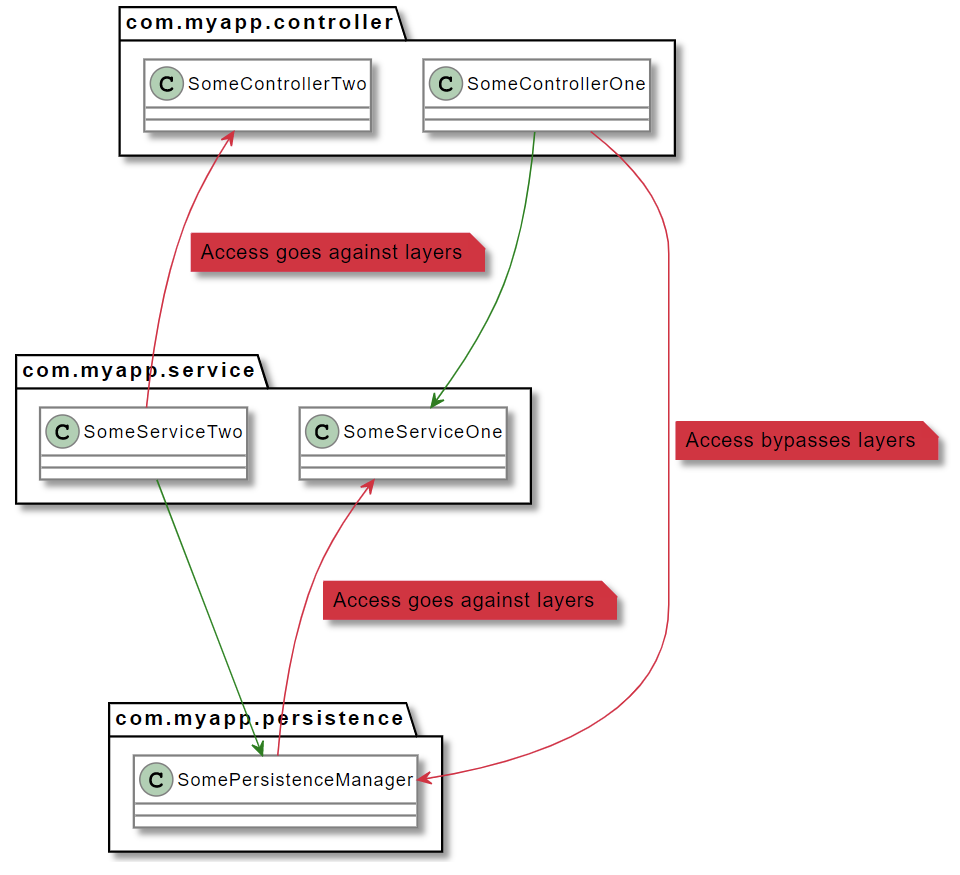 com.myapp.controller
C SomeControllerTwo
C SomeControllerOne
Access goes against layers
com.myapp.service
C SomeServiceTwo
C SomeServiceOne
Access bypasses layers
Access goes against layers
com.myapp.persistence
C SomePersistenceManager